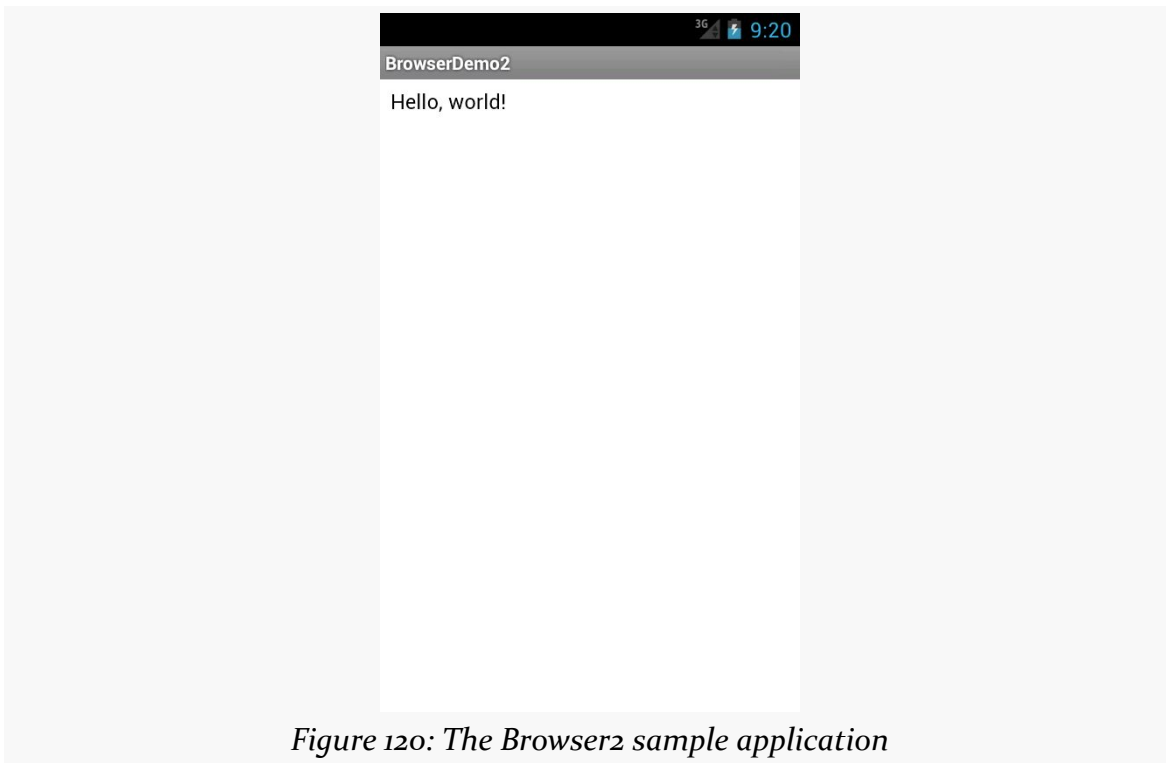 3G 9:20
BrowserDemo2
Hello, world!
Figure 120: The Browser2 sample application